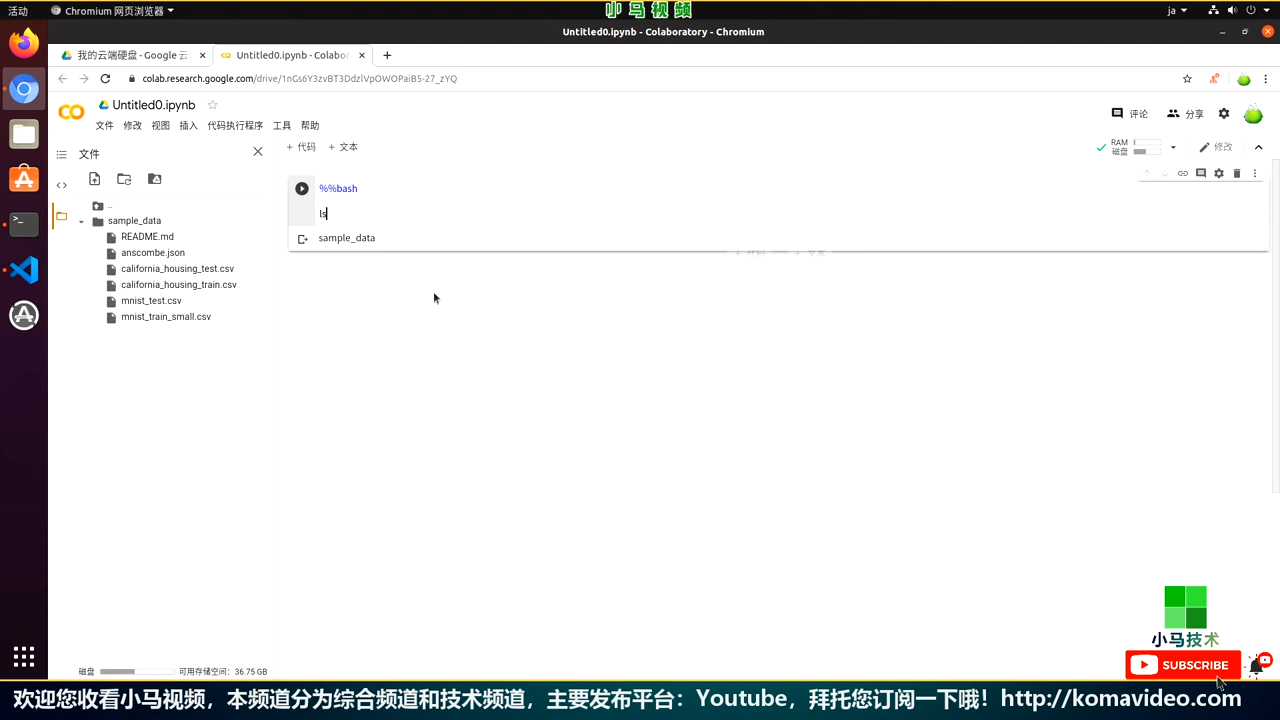 活动
Chromium 网页浏览器
小马视频
ja
Untitled0.ipynb - Colaboratory - Chromium
我的云端硬盘 - Google 云
Untitled0.ipynb - Colabor
colab.research.google.com/drive/1nGs6Y3zvBT3DdzlVpOWOPaiB5-27_zYQ
Untitled0.ipynb
评论
分享
文件 修改 视图 插入 代码执行程序 工具 帮助
文件
+ 代码 + 文本
RAM
磁盘
修改
%%bash
ls
sample_data
..
sample_data
README.md
anscombe.json
california_housing_test.csv
california_housing_train.csv
mnist_test.csv
mnist_train_small.csv
小马技术
SUBSCRIBE
磁盘 可用存储空间：36.75 GB
欢迎您收看小马视频，本频道分为综合频道和技术频道，主要发布平台：Youtube，拜托您订阅一下哦！http://komavideo.com